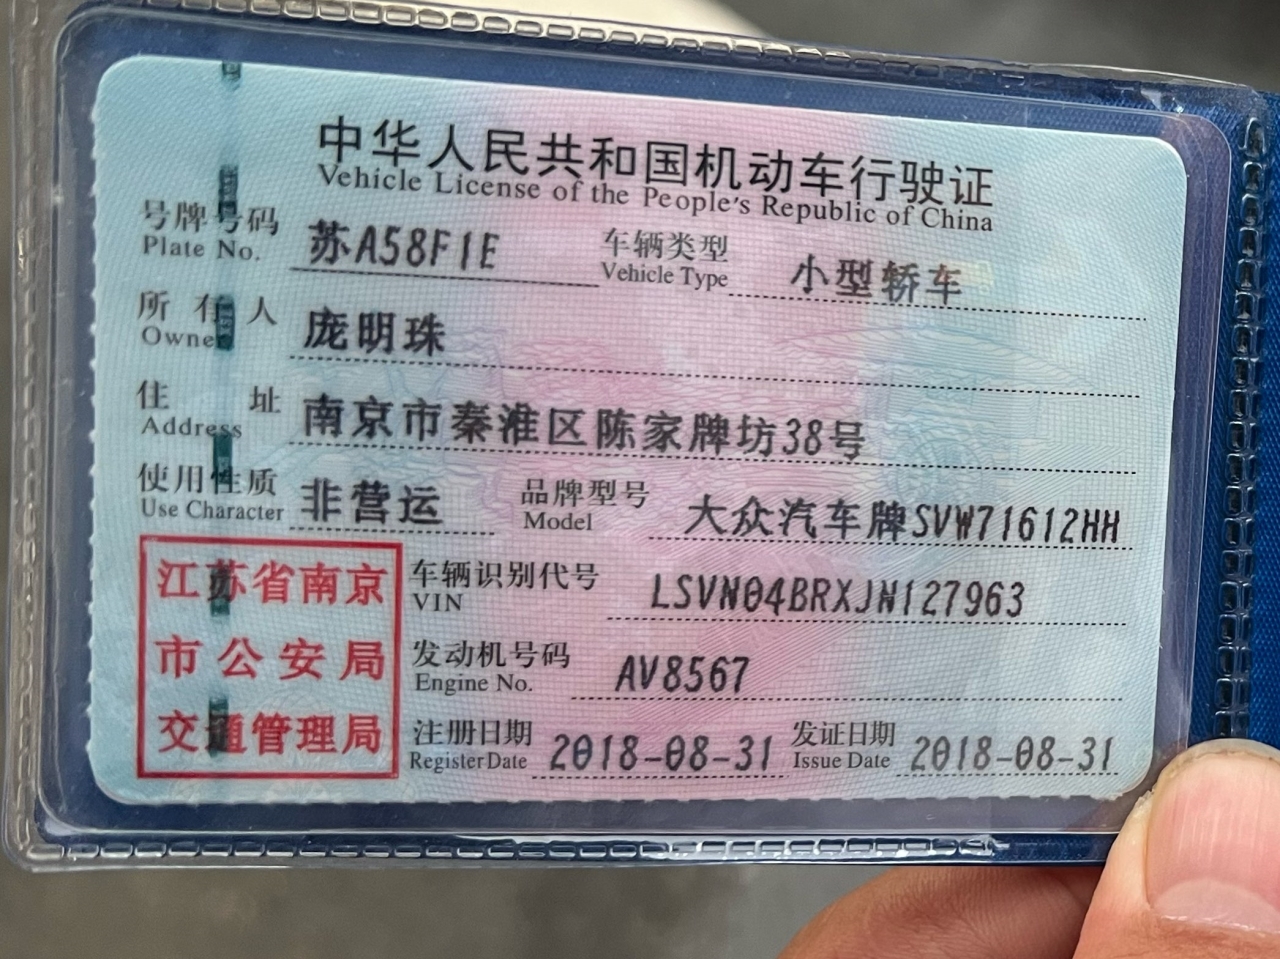 中华人民共和国机动车行驶证
Vehicle License of the People's Republic of China
号牌号码 苏A58F1E 车辆类型 小型轿车
Plate No. Vehicle Type
所有人 庞明珠
Owner
住址 南京市秦淮区陈家牌坊38号
Address
使用性质 非营运 品牌型号 大众汽车牌SVW71612HH
Use Character Model
江苏省南京
市公安局
交通管理局
车辆识别代号 LSVN04BRXJN127963
VIN
发动机号码 AV8567
Engine No.
注册日期 2018-08-31 发证日期 2018-08-31
Register Date Issue Date